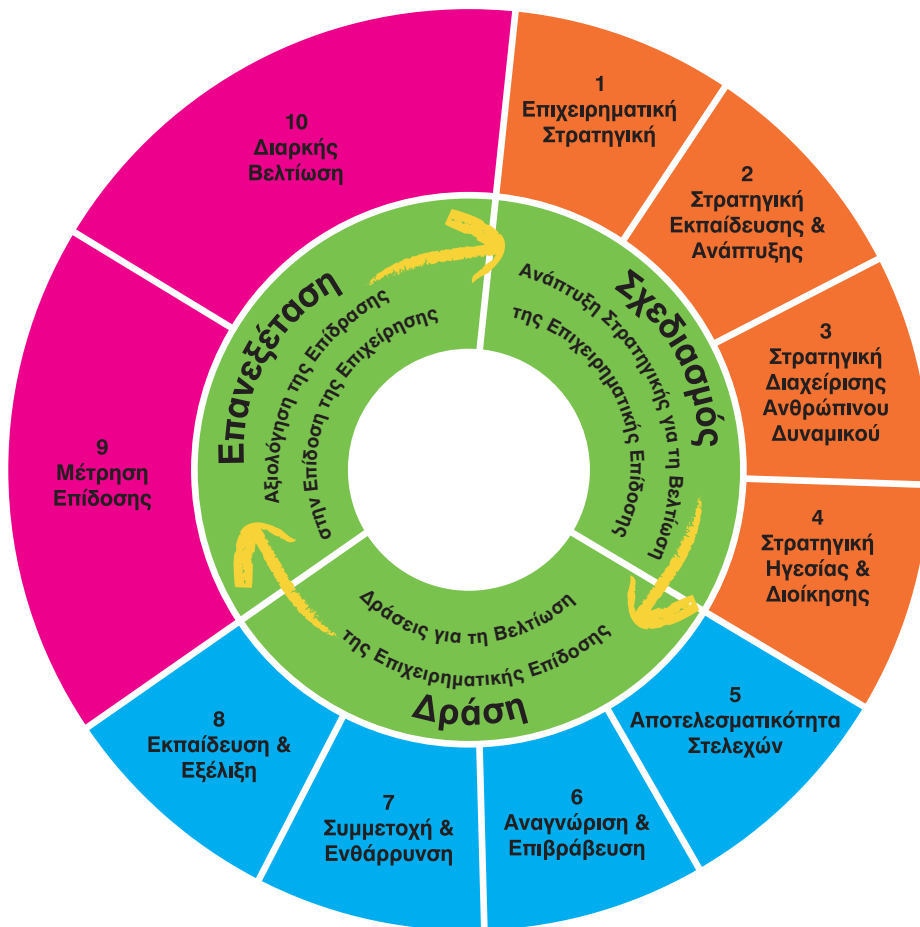 1
Επιχειρηματική
Στρατηγική
2
Στρατηγική
Εκπαίδευσης &
Ανάπτυξης
3
Στρατηγική
Διαχείρισης
Ανθρώπινου
Δυναμικού
4
Στρατηγική
Ηγεσίας &
Διοίκησης
5
Αποτελεσματικότητα
Στελεχών
6
Αναγνώριση &
Επιβράβευση
7
Συμμετοχή &
Ενθάρρυνση
8
Εκπαίδευση &
Εξέλιξη
9
Μέτρηση
Επίδοσης
10
Διαρκής
Βελτίωση
Σχεδιασμός
Ανάπτυξη Στρατηγικής για τη Βελτίωση
της Επιχειρηματικής Επίδοσης
Δράσεις για τη Βελτίωση
της Επιχειρηματικής Επίδοσης
Δράση
Επανεξέταση
Αξιολόγηση της Επίδρασης
στην Επίδοση της Επιχείρησης